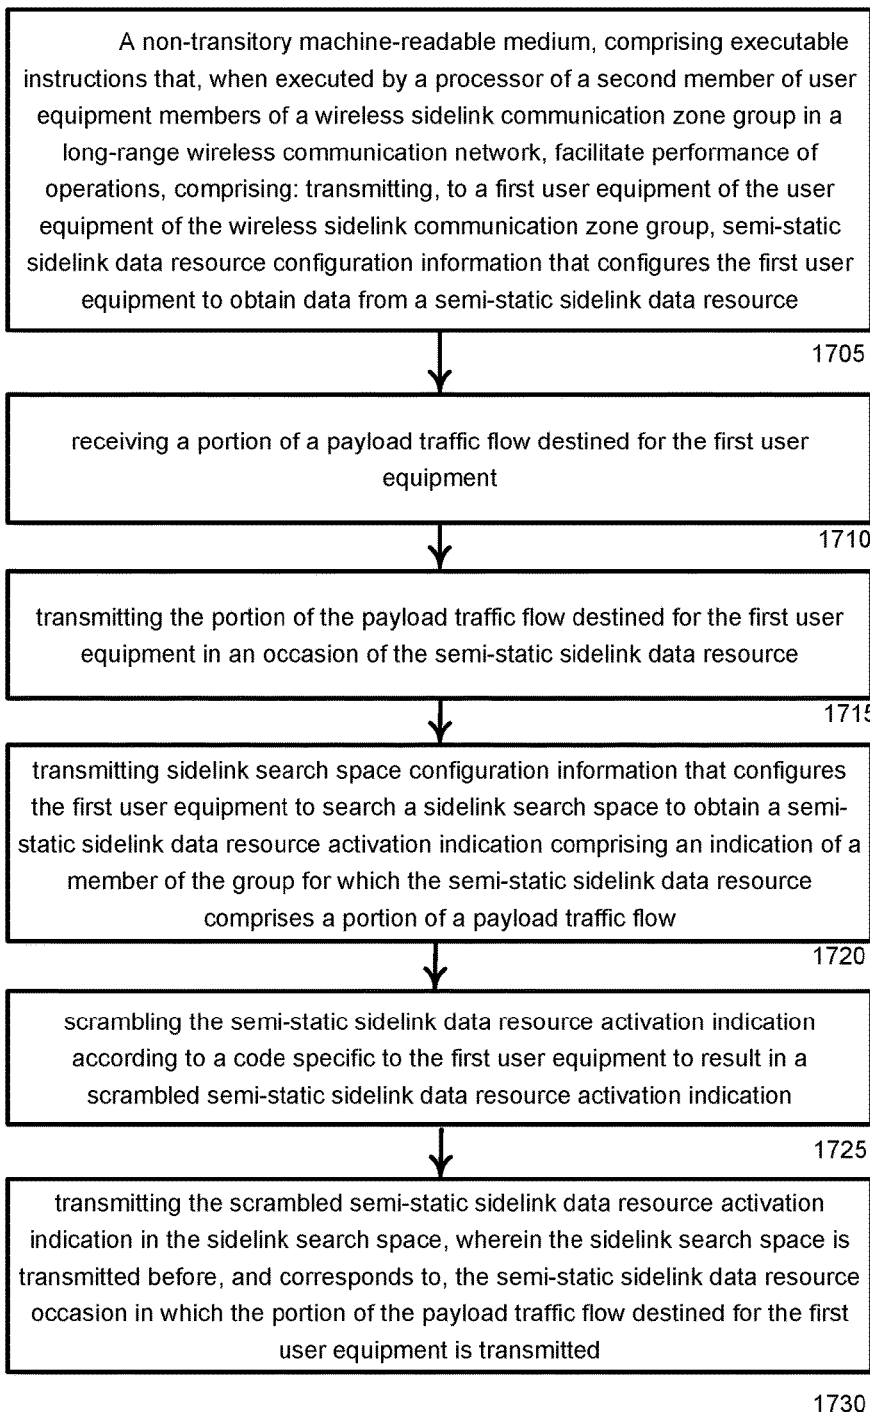 A non-transitory machine-readable medium, comprising executable
instructions that, when executed by a processor of a second member of user
equipment members of a wireless sidelink communication zone group in a
long-range wireless communication network, facilitate performance of
operations, comprising: transmitting, to a first user equipment of the user
equipment of the wireless sidelink communication zone group, semi-static
sidelink data resource configuration information that configures the first user
equipment to obtain data from a semi-static sidelink data resource
1705
receiving a portion of a payload traffic flow destined for the first user
equipment
1710
transmitting the portion of the payload traffic flow destined for the first user
equipment in an occasion of the semi-static sidelink data resource
1715
transmitting sidelink search space configuration information that configures
the first user equipment to search a sidelink search space to obtain a semi-
static sidelink data resource activation indication comprising an indication of a
member of the group for which the semi-static sidelink data resource
comprises a portion of a payload traffic flow
1720
scrambling the semi-static sidelink data resource activation indication
according to a code specific to the first user equipment to result in a
scrambled semi-static sidelink data resource activation indication
1725
transmitting the scrambled semi-static sidelink data resource activation
indication in the sidelink search space, wherein the sidelink search space is
transmitted before, and corresponds to, the semi-static sidelink data resource
occasion in which the portion of the payload traffic flow destined for the first
user equipment is transmitted
1730